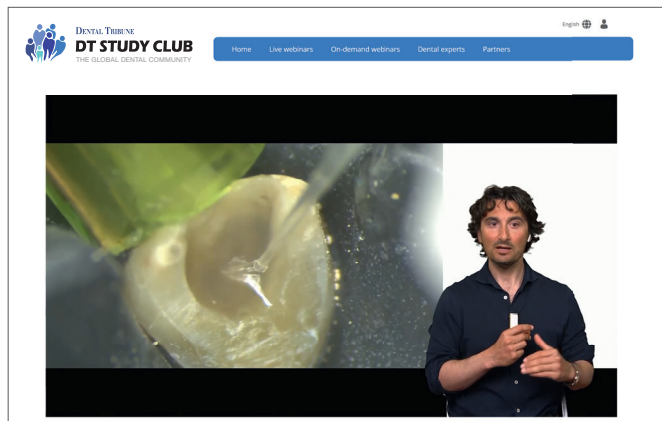 English
DENTAL TRIBUNE
DT STUDY CLUB
THE GLOBAL DENTAL COMMUNITY
Home Live webinars On-demand webinars Dental experts Partners